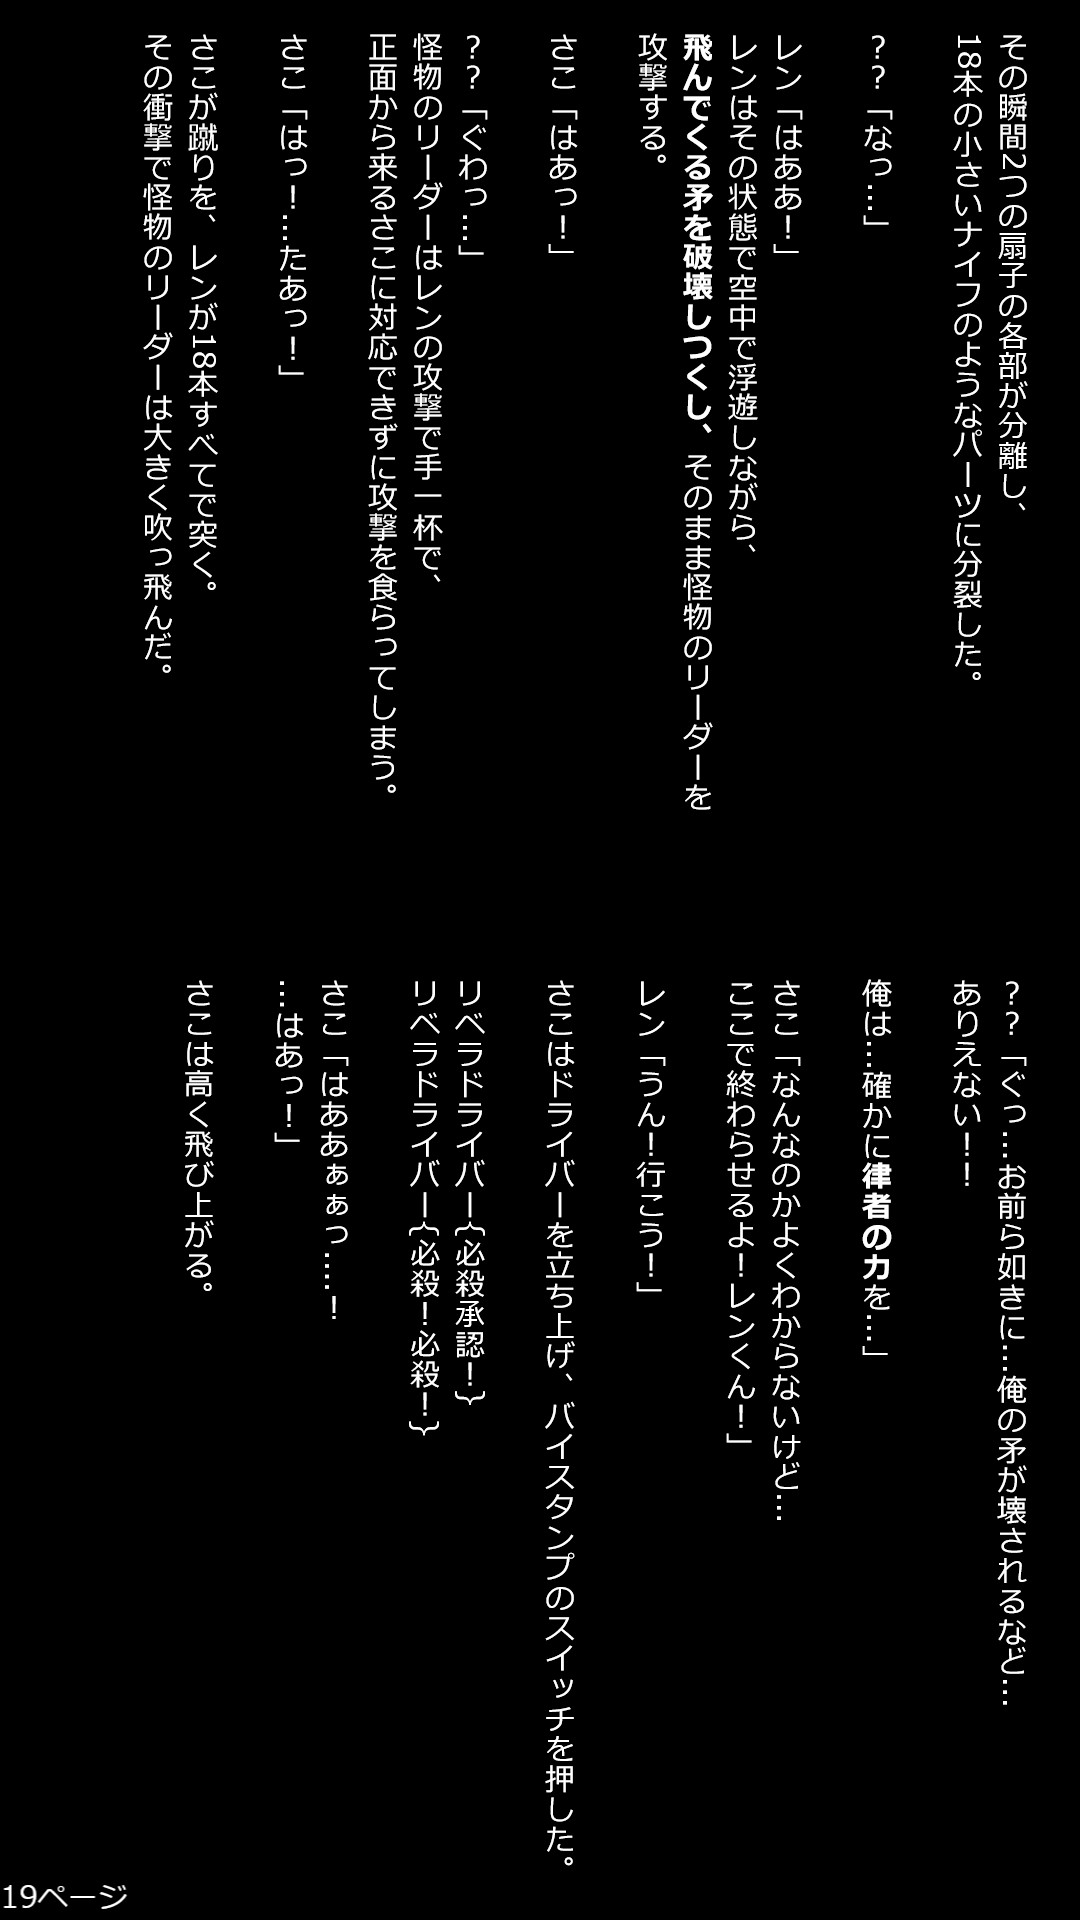 その瞬間2つの扇子の各部が分離し、
18本の小さいナイフのようなパーツに分裂した。
??「なっ…」
レン「はああ!」
レンはその状態で空中で浮遊しながら、
飛んでくる矛を破壊しつくし、そのまま怪物のリーダーを
攻撃する。
さこ「はあっ!」
??「ぐわっ…」
怪物のリーダーはレンの攻撃で手一杯で、
正面から来るさこに対応できずに攻撃を食らってしまう。
さこ「はっ!…たあっ!」
さこが蹴りを、レンが18本すべてで突く。
その衝撃で怪物のリーダーは大きく吹っ飛んだ。
??「ぐっ…お前ら如きに…俺の矛が壊されるなど…
ありえない!!
俺は…確かに律者の力を…」
さこ「なんなのかよくわからないけど…
ここで終わらせるよ!レンくん!」
レン「うん!行こう!」
さこはドライバーを立ち上げ、バイスタンプのスイッチを押した。
リベラドライバー{必殺承認!}
リベラドライバー{必殺!必殺!}
さこ「はああぁぁっ…．!
…はあっ!」
さこは高く飛び上がる。
19ページ